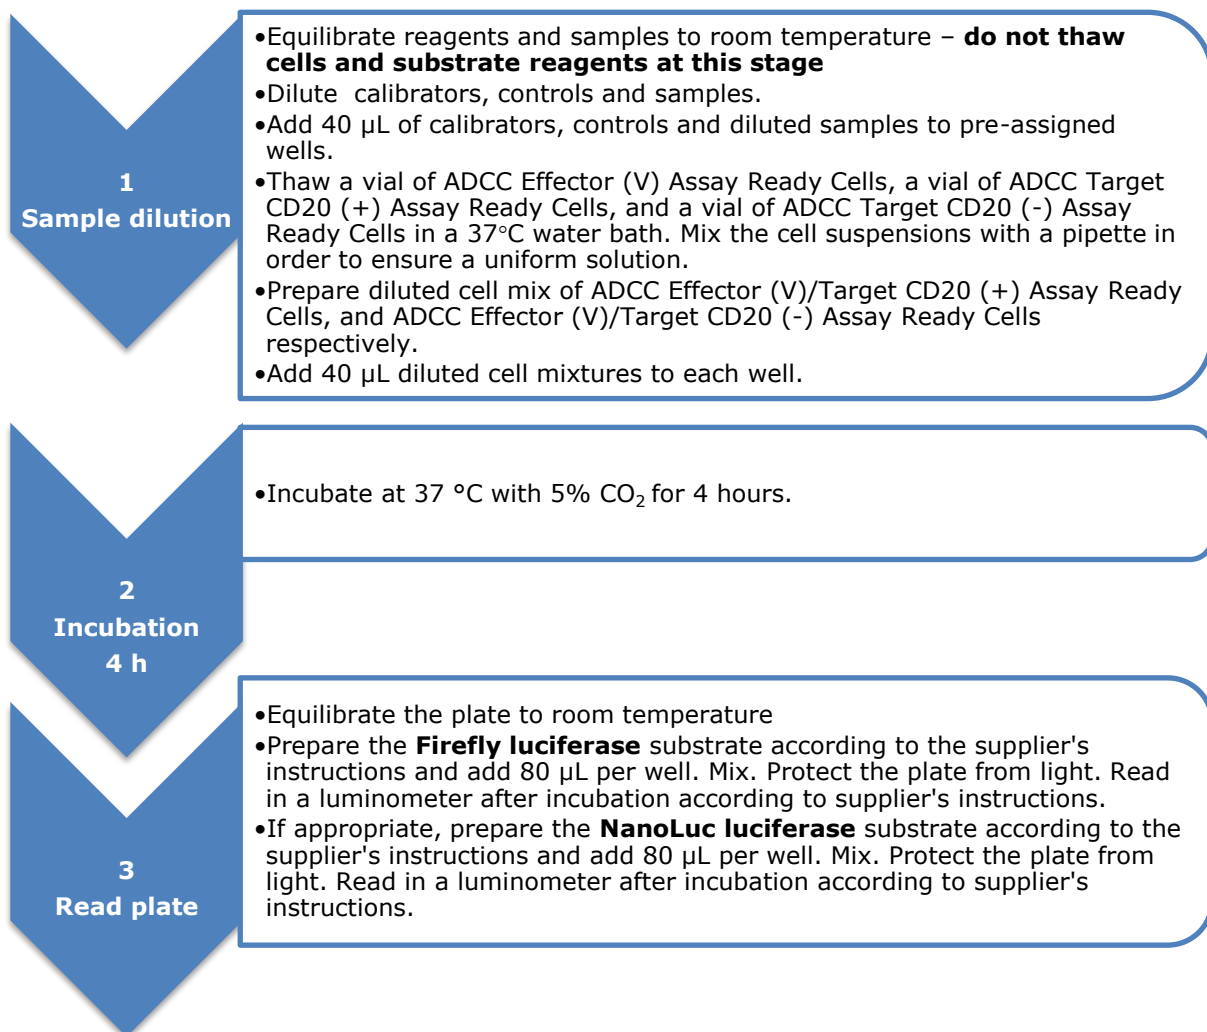 1
Sample dilution
•Equilibrate reagents and samples to room temperature – do not thaw
cells and substrate reagents at this stage
•Dilute  calibrators, controls and samples.
•Add 40 µL of calibrators, controls and diluted samples to pre-assigned
wells.
•Thaw a vial of ADCC Effector (V) Assay Ready Cells, a vial of ADCC Target
CD20 (+) Assay Ready Cells, and a vial of ADCC Target CD20 (-) Assay
Ready Cells in a 37°C water bath. Mix the cell suspensions with a pipette in
order to ensure a uniform solution.
•Prepare diluted cell mix of ADCC Effector (V)/Target CD20 (+) Assay Ready
Cells, and ADCC Effector (V)/Target CD20 (-) Assay Ready Cells
respectively.
•Add 40 µL diluted cell mixtures to each well.
2
Incubation
4 h
•Incubate at 37 °C with 5% CO₂ for 4 hours.
3
Read plate
•Equilibrate the plate to room temperature
•Prepare the Firefly luciferase substrate according to the supplier's
instructions and add 80 µL per well. Mix. Protect the plate from light. Read
in a luminometer after incubation according to supplier's instructions.
•If appropriate, prepare the NanoLuc luciferase substrate according to the
supplier's instructions and add 80 µL per well. Mix. Protect the plate from
light. Read in a luminometer after incubation according to supplier's
instructions.